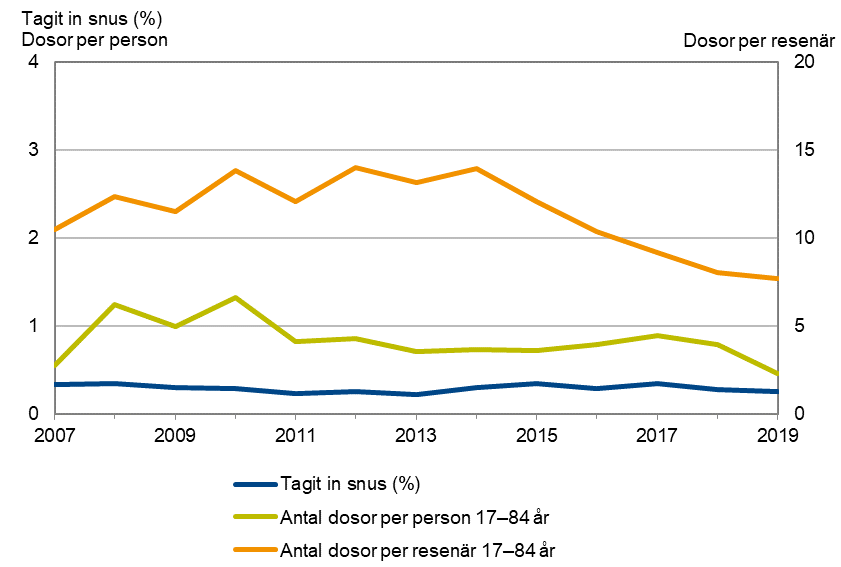 Tagit in snus (%)
Dosor per person
Dosor per resenär
4
20
3
15
2
10
1
5
0
0
2007 2009 2011 2013 2015 2017 2019
Tagit in snus (%)
Antal dosor per person 17–84 år
Antal dosor per resenär 17–84 år